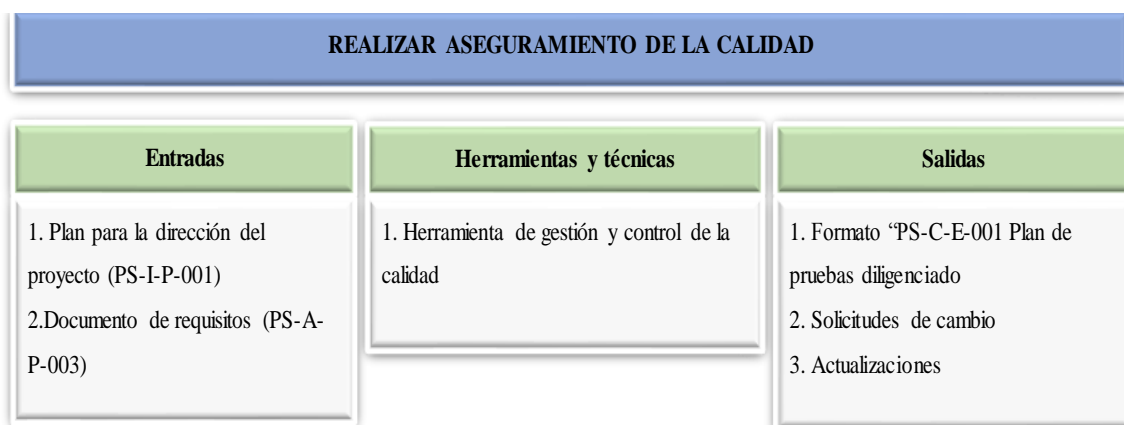 REALIZAR ASEGURAMIENTO DE LA CALIDAD
Entradas
1. Plan para la dirección del
proyecto (PS-I-P-001)
2.Documento de requisitos (PS-A-
P-003)
Herramientas y técnicas
1. Herramienta de gestión y control de la
calidad
Salidas
1. Formato “PS-C-E-001 Plan de
pruebas diligenciado
2. Solicitudes de cambio
3. Actualizaciones